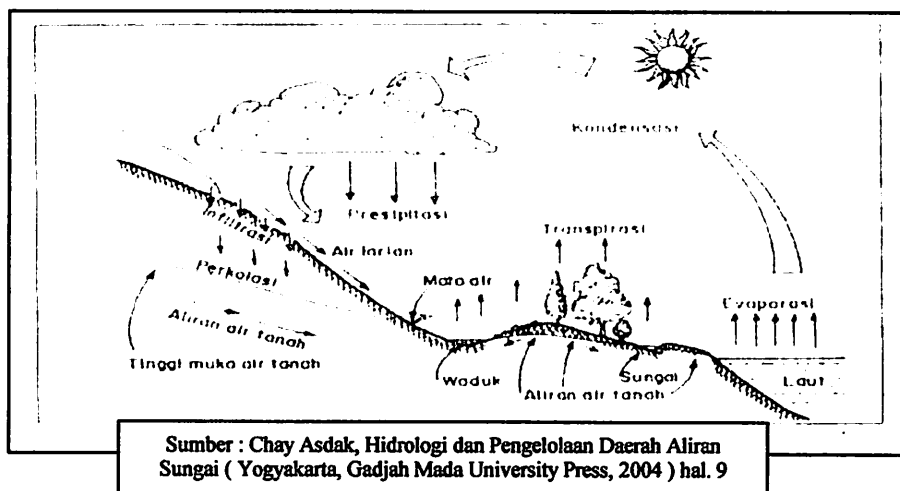 Kondensasi
Presipitasi
Infiltrasi
Air larian
Transpirasi
Perkolasi
Mata air
Evaporasi
Aliran air tanah
Tinggi muka air tanah
Waduk
Sungai
Aliran air tanah
Laut
Sumber : Chay Asdak, Hidrologi dan Pengelolaan Daerah Aliran
Sungai ( Yogyakarta, Gadjah Mada University Press, 2004 ) hal. 9